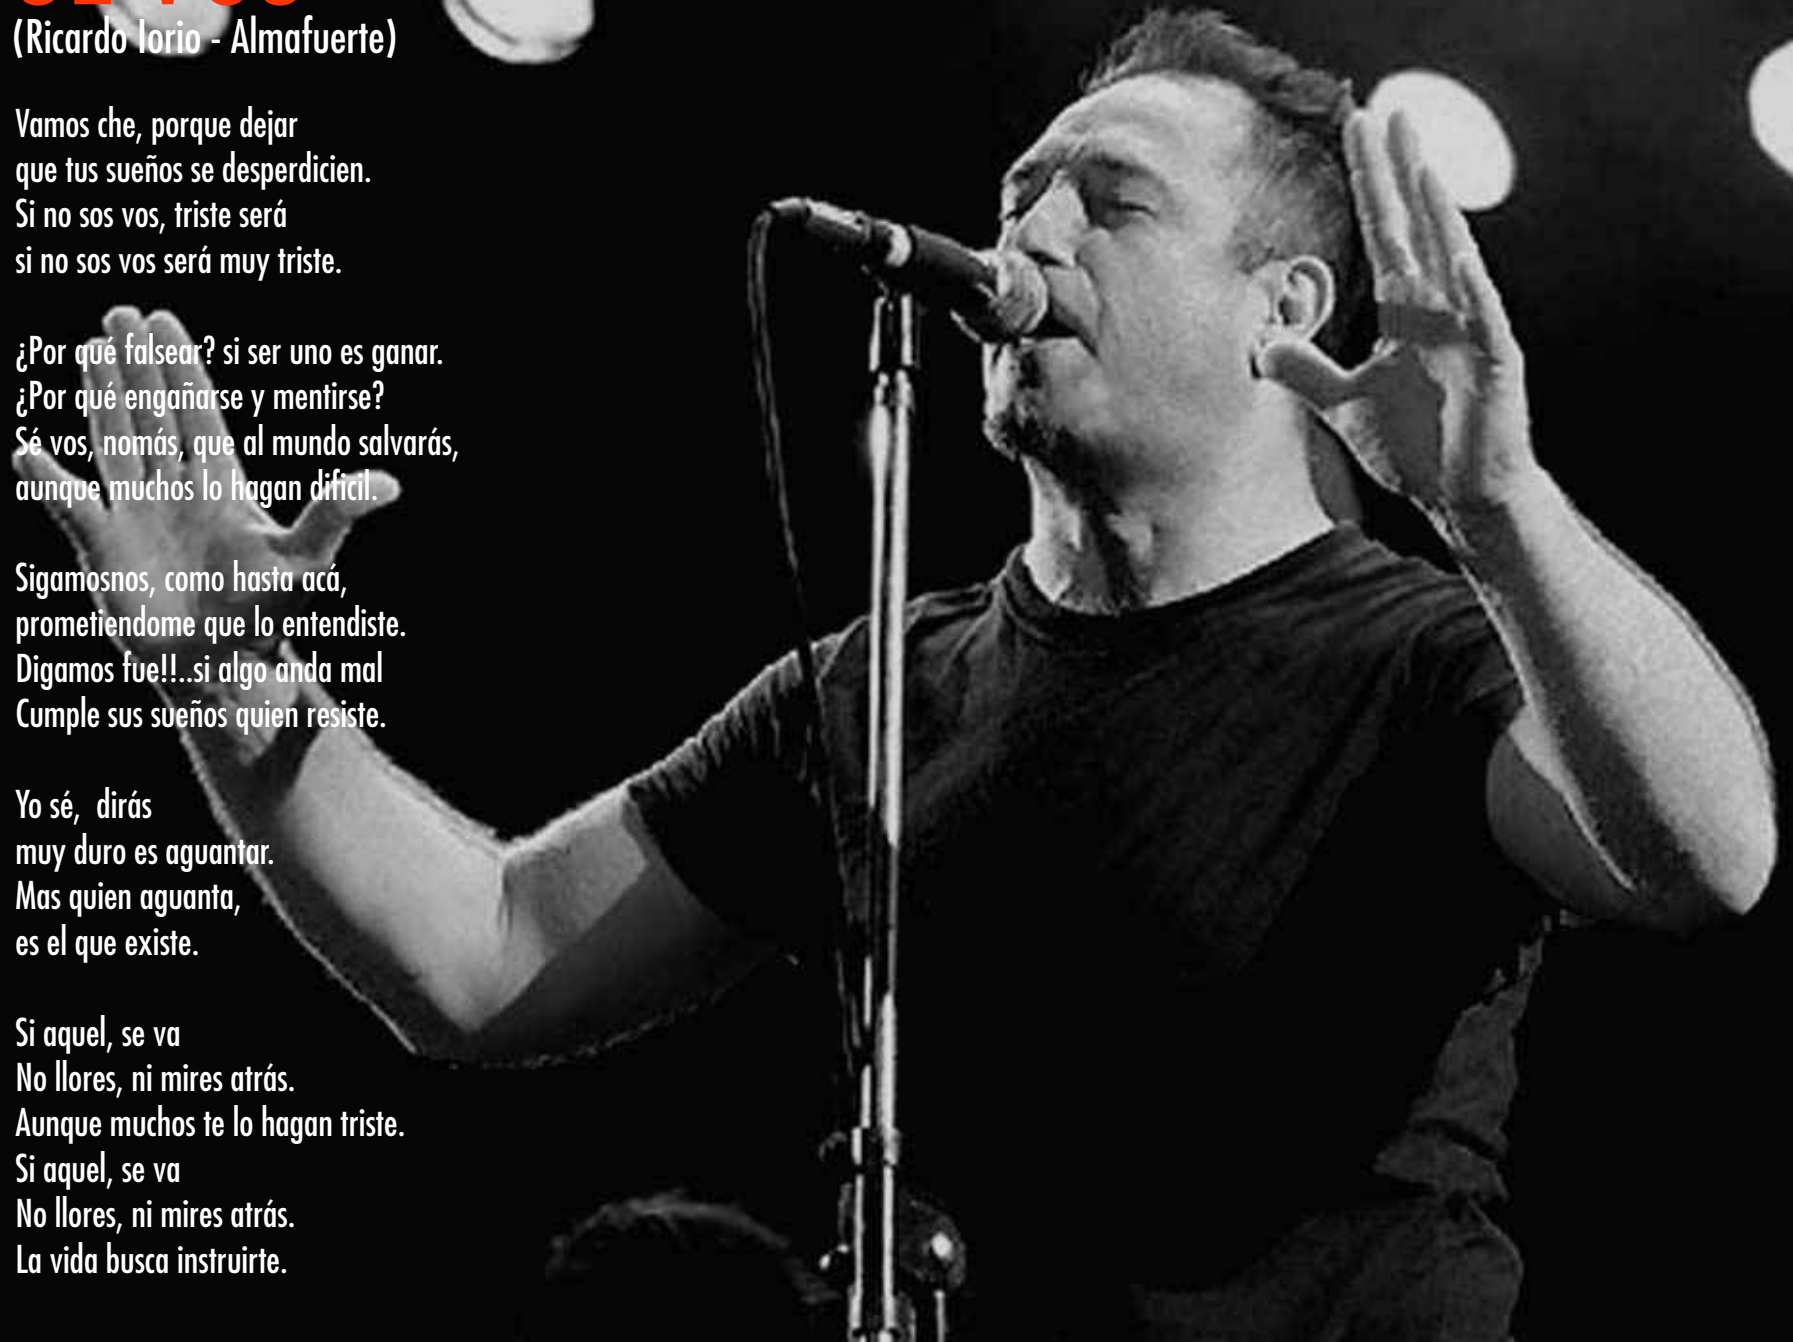 (Ricardo Iorio - Almafuerte)
Vamos che, porque dejar
que tus sueños se desperdicien.
Si no sos vos, triste será
si no sos vos será muy triste.
¿Por qué falsear? si ser uno es ganar.
¿Por qué engañarse y mentirse?
Sé vos, nomás, que al mundo salvarás,
aunque muchos lo hagan dificil.
Sigamosnos, como hasta acá,
prometiendome que lo entendiste.
Digamos fue!!..si algo anda mal
Cumple sus sueños quien resiste.
Yo sé,  dirás
muy duro es aguantar.
Mas quien aguanta,
es el que existe.
Si aquel, se va
No llores, ni mires atrás.
Aunque muchos te lo hagan triste.
Si aquel, se va
No llores, ni mires atrás.
La vida busca instruirte.